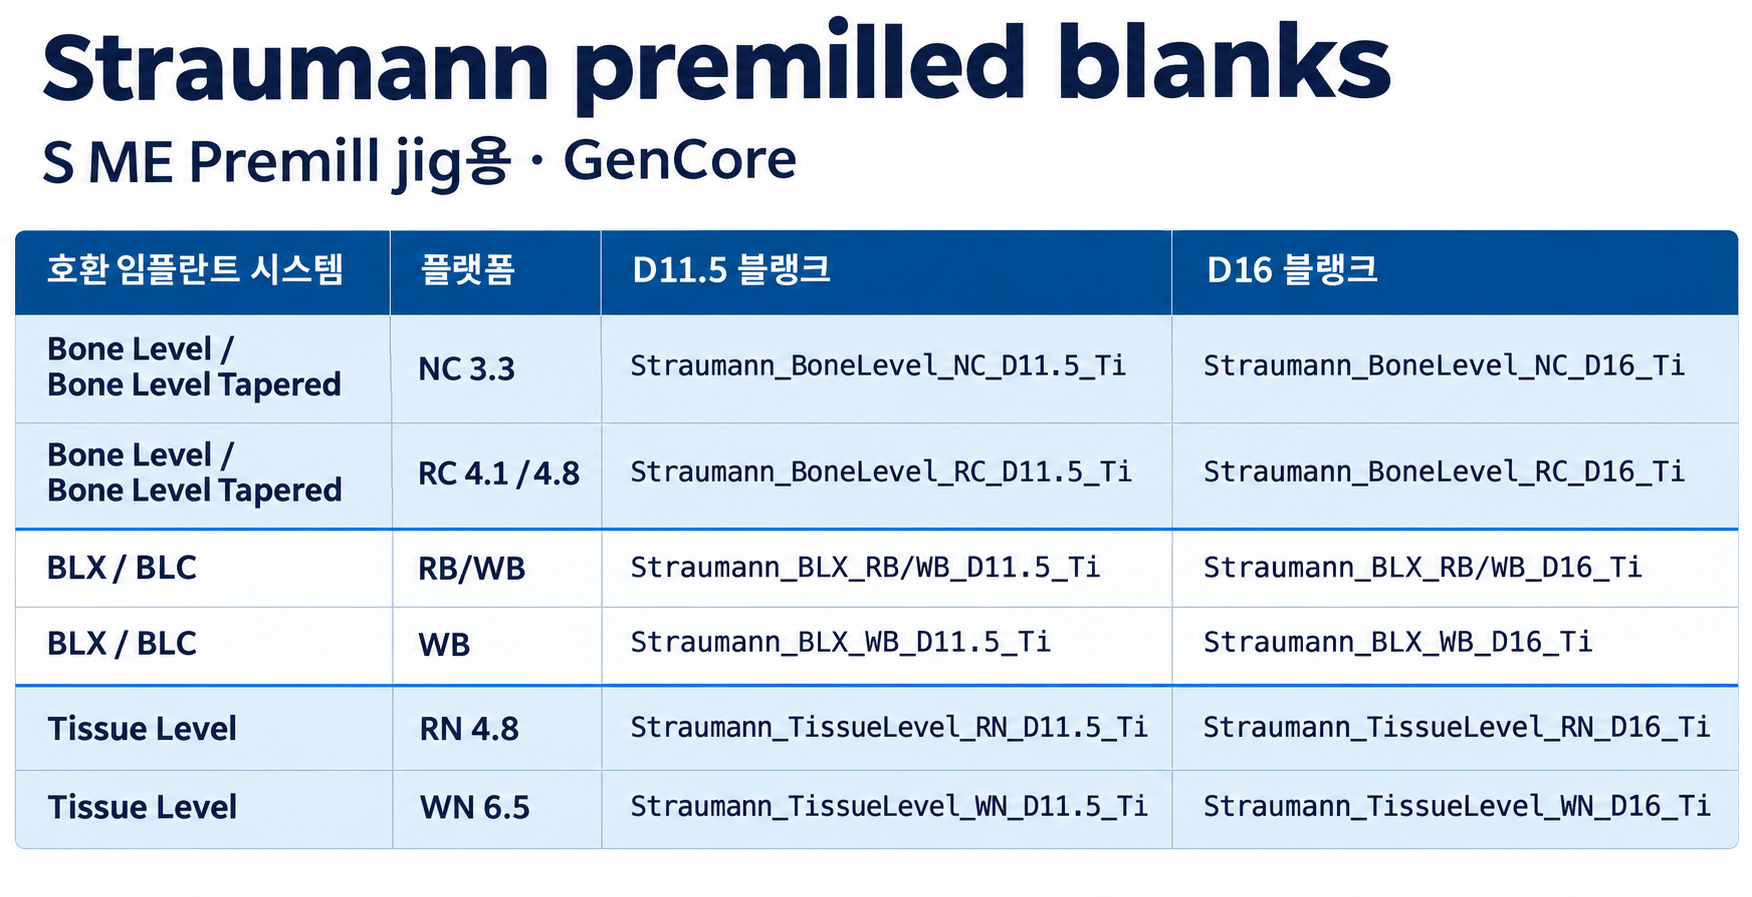 Straumann premilled blanks
S ME Premill jig용 · GenCore
호환 임플란트 시스템 플랫폼 D11.5 블랭크 D16 블랭크
Bone Level /
Bone Level Tapered NC 3.3 Straumann_BoneLevel_NC_D11.5_Ti Straumann_BoneLevel_NC_D16_Ti
Bone Level /
Bone Level Tapered RC 4.1 / 4.8 Straumann_BoneLevel_RC_D11.5_Ti Straumann_BoneLevel_RC_D16_Ti
BLX / BLC RB/WB Straumann_BLX_RB/WB_D11.5_Ti Straumann_BLX_RB/WB_D16_Ti
BLX / BLC WB Straumann_BLX_WB_D11.5_Ti Straumann_BLX_WB_D16_Ti
Tissue Level RN 4.8 Straumann_TissueLevel_RN_D11.5_Ti Straumann_TissueLevel_RN_D16_Ti
Tissue Level WN 6.5 Straumann_TissueLevel_WN_D11.5_Ti Straumann_TissueLevel_WN_D16_Ti